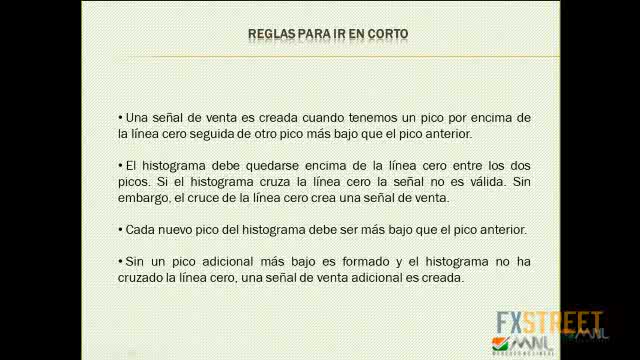 REGLAS PARA IR EN CORTO
• Una señal de venta es creada cuando tenemos un pico por encima de
la línea cero seguida de otro pico más bajo que el pico anterior.
• El histograma debe quedarse encima de la línea cero entre los dos
picos. Si el histograma cruza la línea cero la señal no es válida. Sin
embargo, el cruce de la línea cero crea una señal de venta.
• Cada nuevo pico del histograma debe ser más bajo que el pico anterior.
• Sin un pico adicional más bajo es formado y el histograma no ha
cruzado la línea cero, una señal de venta adicional es creada.
FXSTREET
MNL
MNL
MERCADO NO LINEAL